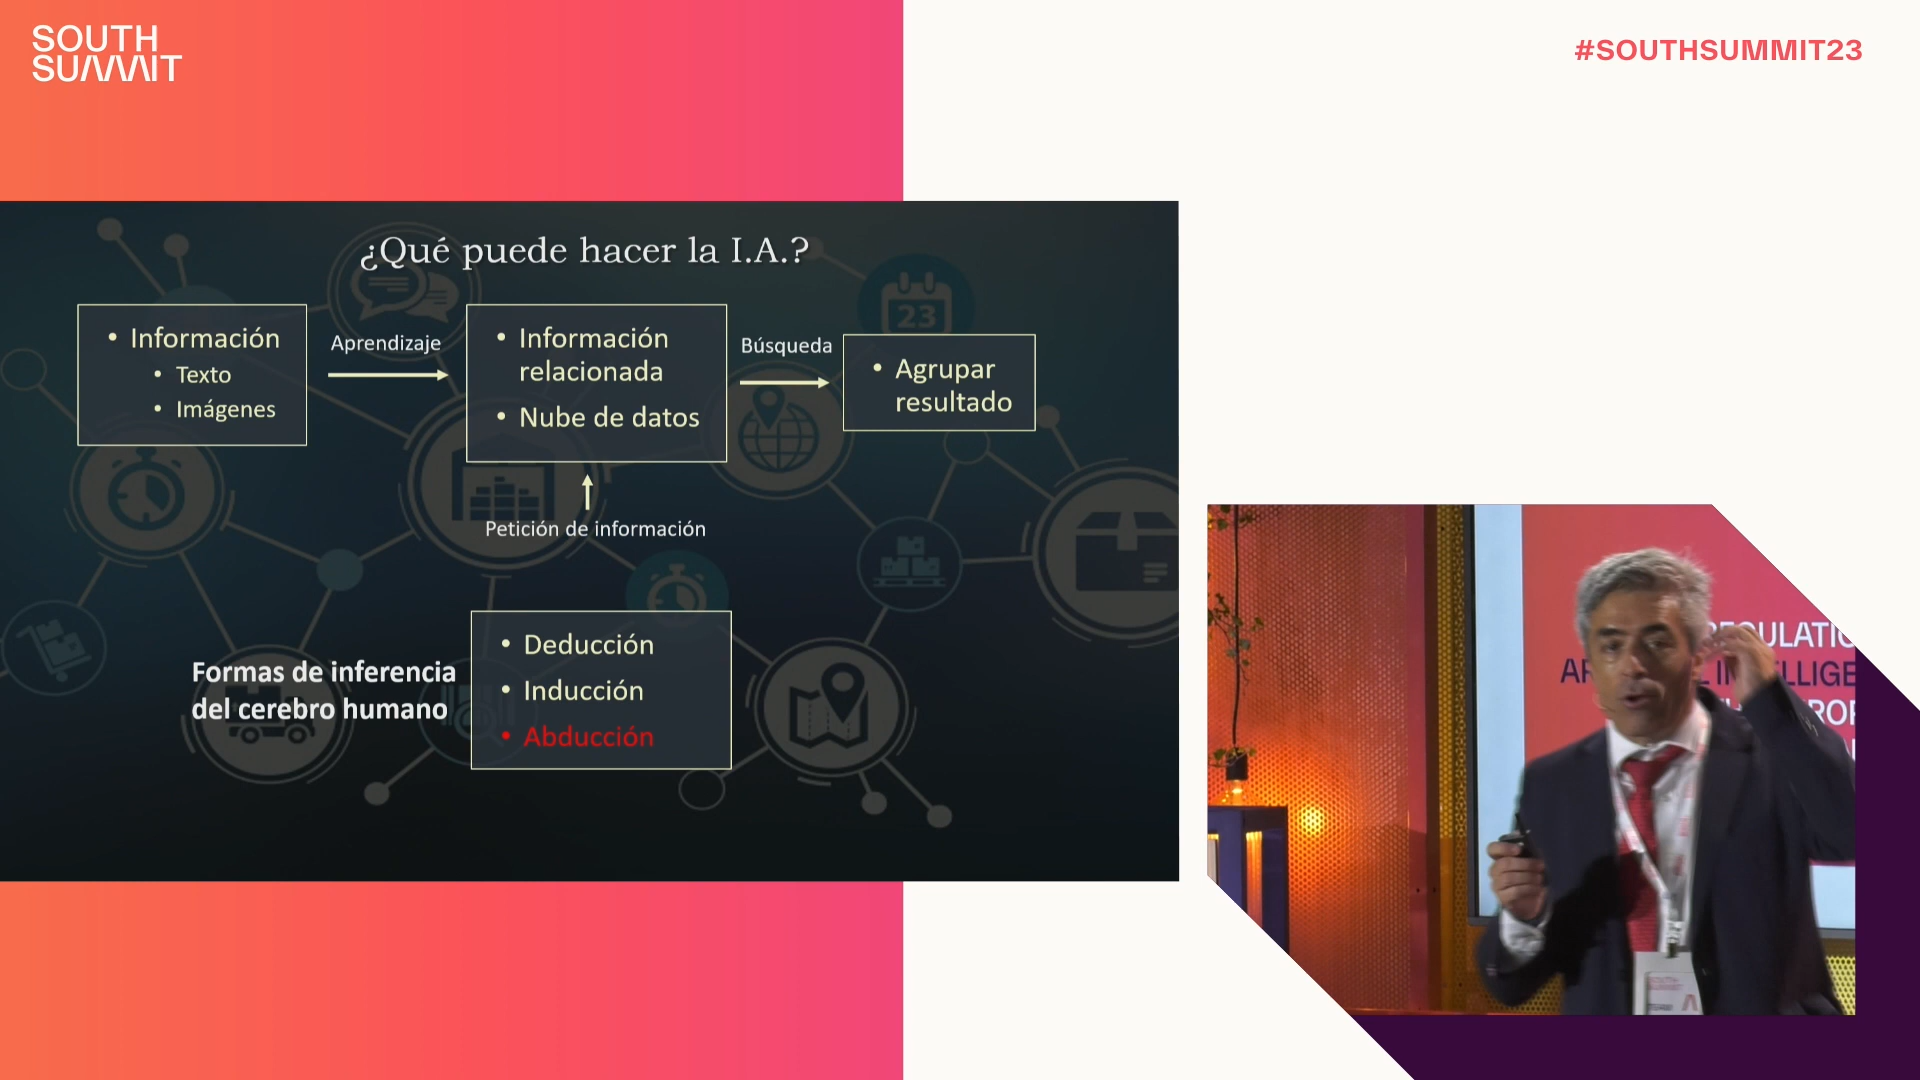 SOUTH
SUMMIT
#SOUTHSUMMIT23
¿Qué puede hacer la I.A.?
• Información
• Texto
• Imágenes
Aprendizaje
• Información
relacionada
• Nube de datos
Búsqueda
• Agrupar
resultado
23
Petición de información
Formas de inferencia
del cerebro humano
• Deducción
• Inducción
• Abducción